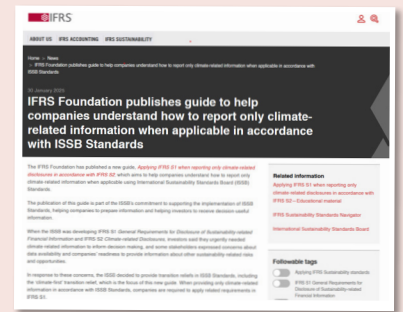 IFRS
ABOUT US IFRS ACCOUNTING IFRS SUSTAINABILITY
Home > News
> IFRS Foundation publishes guide to help companies understand how to report only climate-related information when applicable in accordance with
ISSB Standards
30 January 2025
IFRS Foundation publishes guide to help
companies understand how to report only climate-
related information when applicable in accordance
with ISSB Standards
The IFRS Foundation has published a new guide, Applying IFRS S1 when reporting only climate-related
disclosures in accordance with IFRS S2 which aims to help companies understand how to report only
climate-related information when applicable using International Sustainability Standards Board (ISSB)
Standards.
The publication of this guide is part of the ISSB's commitment to supporting the implementation of ISSB
Standards, helping companies to prepare information and helping investors to receive decision-useful
information.
When the ISSB was developing IFRS S1 General Requirements for Disclosure of Sustainability-related
Financial Information and IFRS S2 Climate-related Disclosures, investors said they urgently needed
climate-related information to inform decision making, and some stakeholders expressed concerns about
data availability and companies' readiness to provide information about other sustainability-related risks
and opportunities.
In response to these concerns, the ISSB decided to provide transition reliefs in ISSB Standards, including
the 'climate-first' transition relief, which is the focus of this new guide. When providing only climate-related
information in accordance with ISSB Standards, companies are required to apply related requirements in
IFRS S1.
Related information
Applying IFRS S1 when reporting only
climate-related disclosures in accordance with
IFRS S2—Educational material
IFRS Sustainability Standards Navigator
International Sustainability Standards Board
Followable tags
Applying IFRS Sustainability standards
IFRS S1 General Requirements for
Disclosure of Sustainability-related
Financial Information